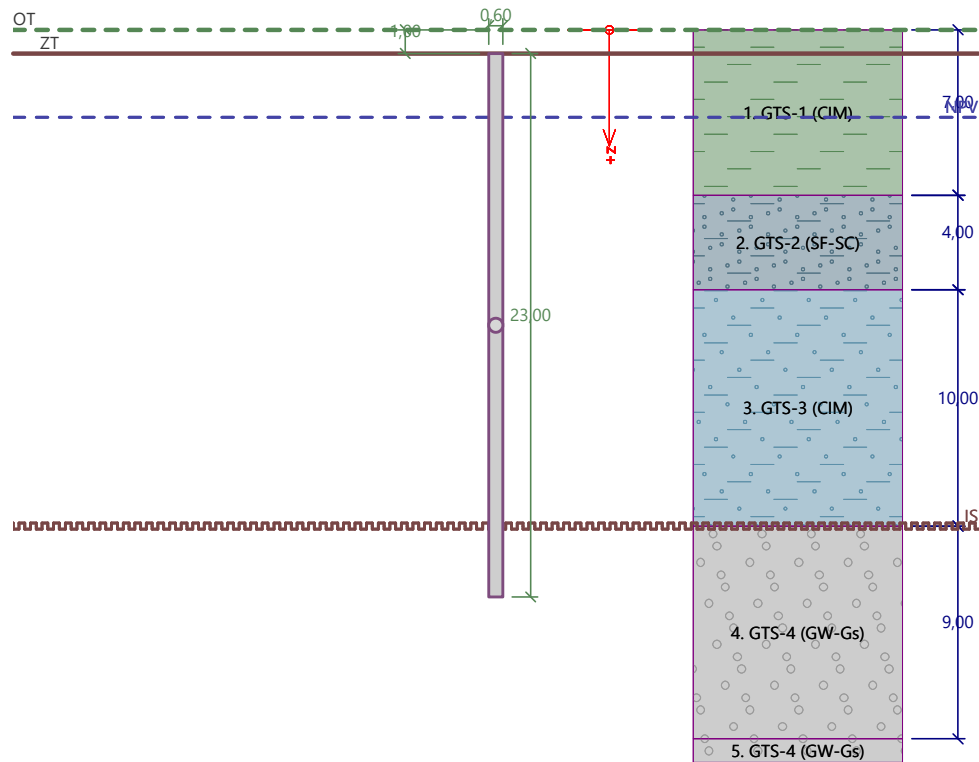 OT
0,60
1,00
ZT
7,00
NPV
1. GTS-1 (CIM)
+z
4,00
2. GTS-2 (SF-SC)
23,00
10,00
3. GTS-3 (CIM)
IS
9,00
4. GTS-4 (GW-Gs)
5. GTS-4 (GW-Gs)